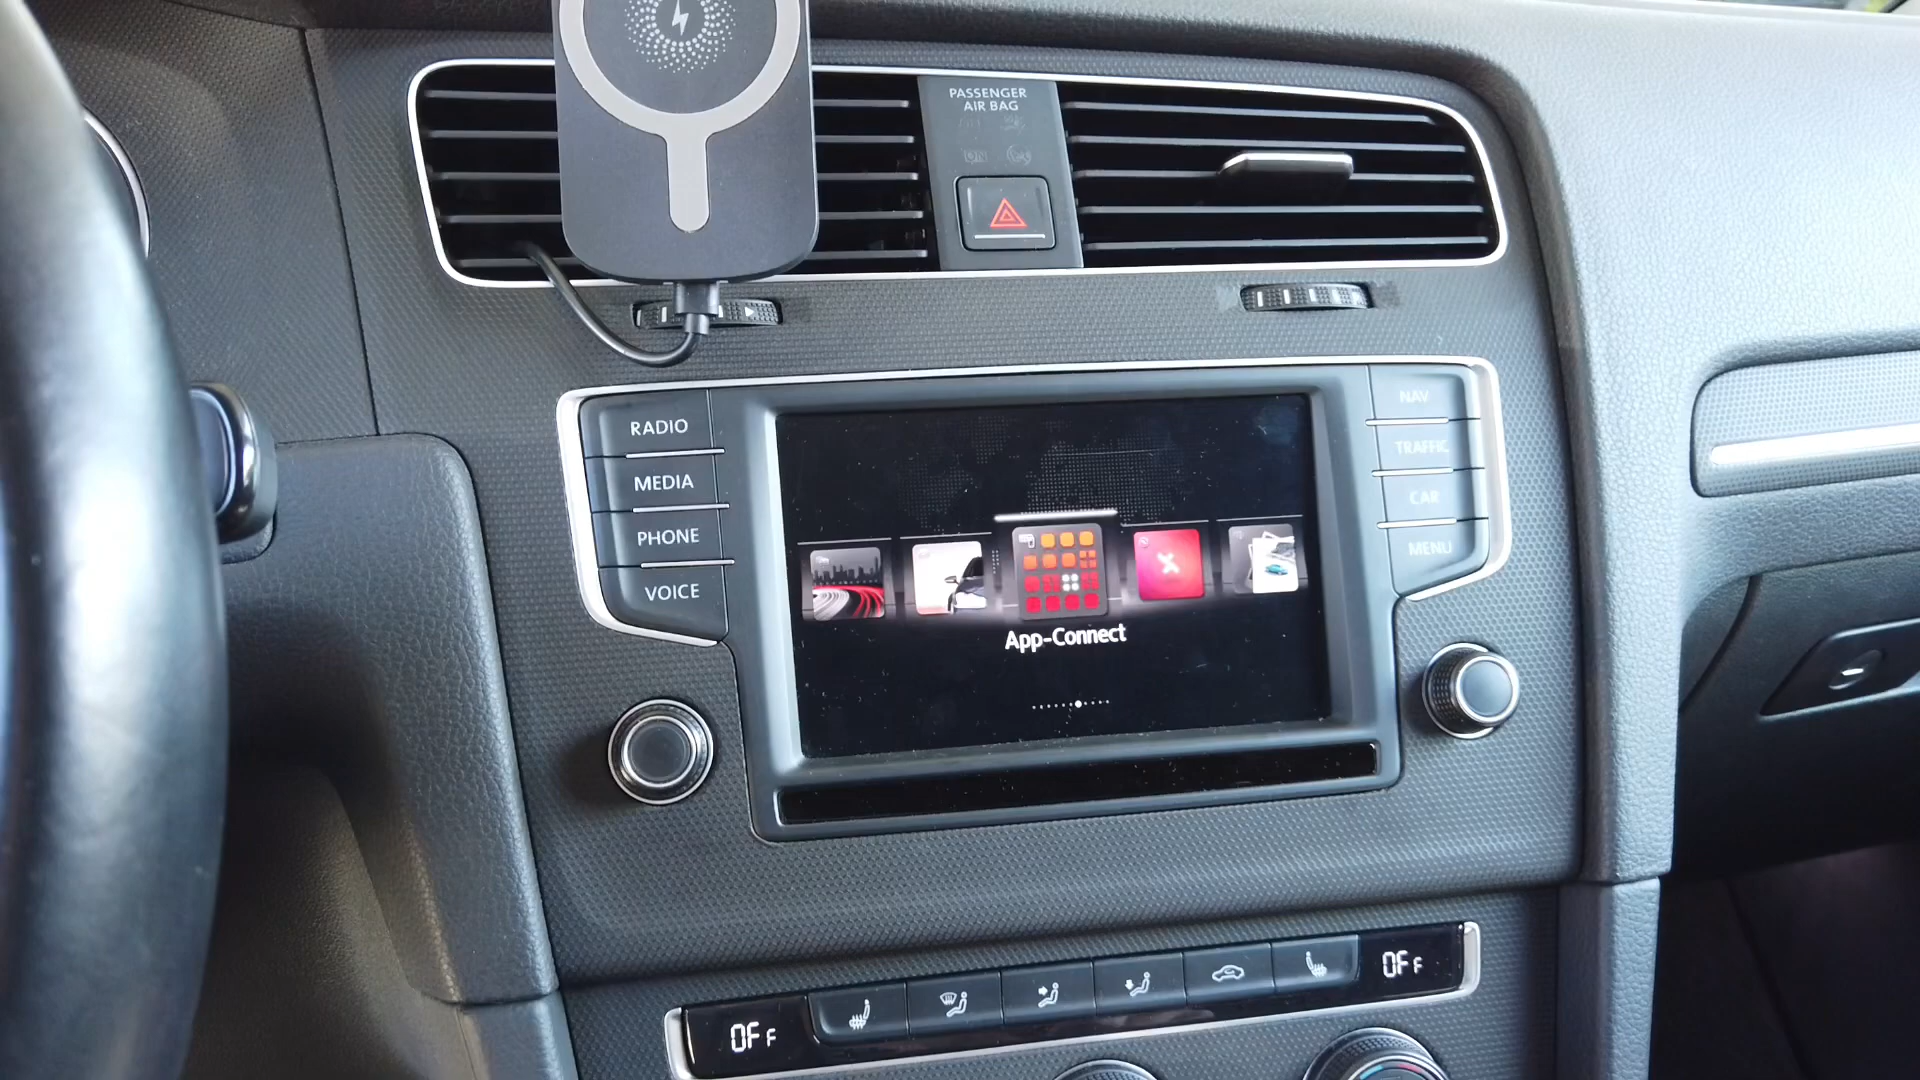 PASSENGER
AIR BAG
RADIO
MEDIA
PHONE
VOICE
NAV
TRAFFIC
CAR
MENU
App-Connect
OFF
OFF